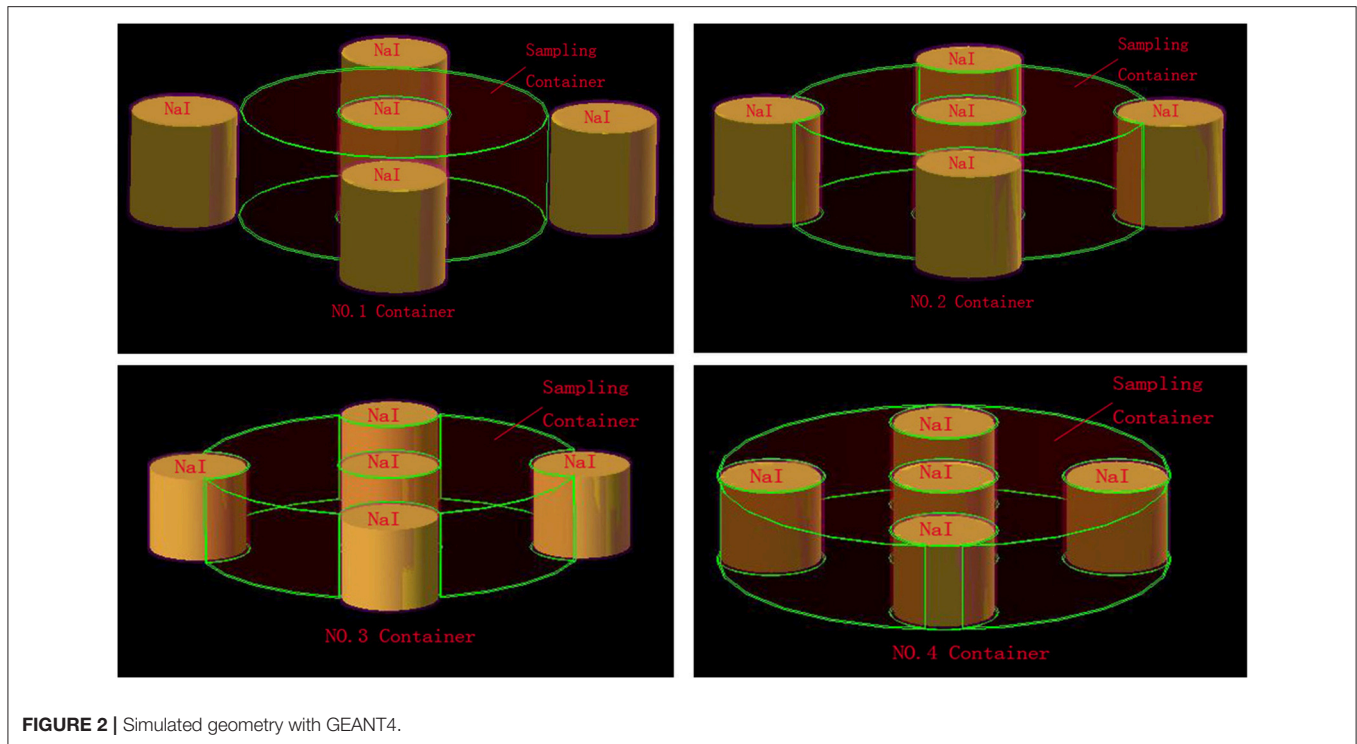 NaI
Sampling
Container
NaI
NaI
NaI
NaI
NO.1 Container
NaI
Sampling
Container
NaI
NaI
NaI
NaI
NO.2 Container
Sampling
Container
NaI
NaI
NaI
NaI
NaI
NO.3 Container
Sampling
Container
NaI
NaI
NaI
NaI
NaI
NO.4 Container
FIGURE 2 | Simulated geometry with GEANT4.